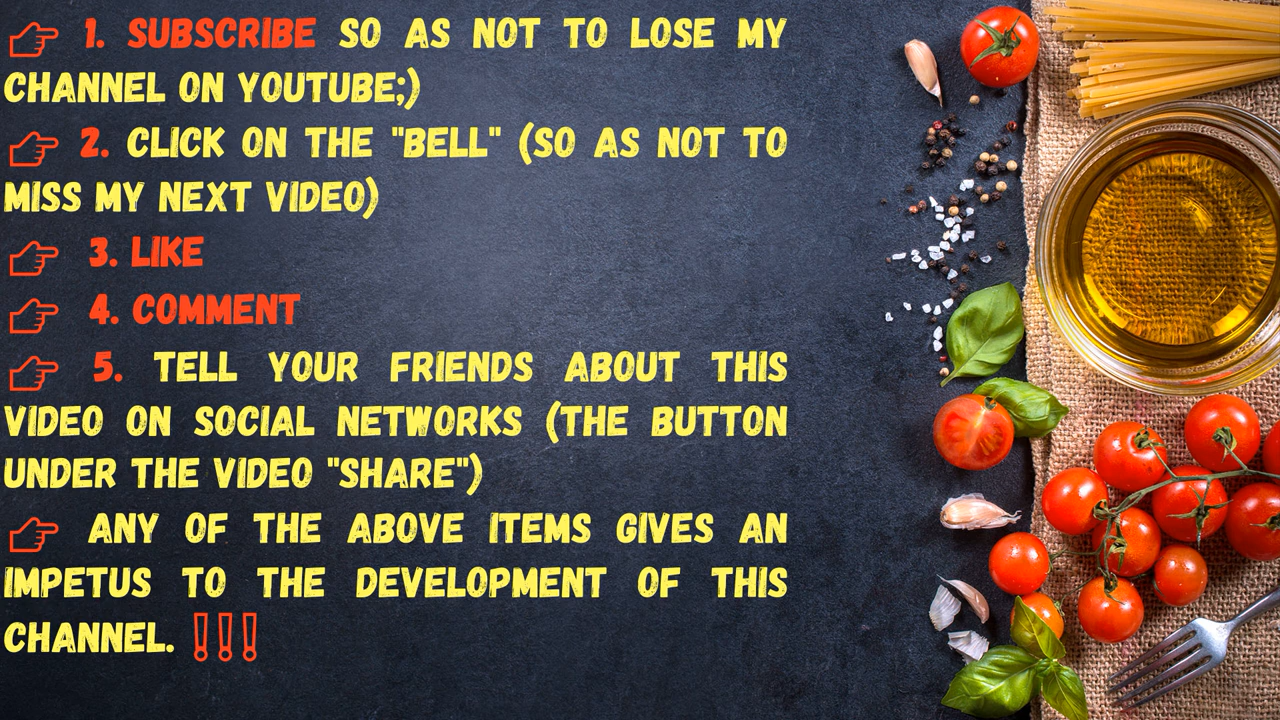 👉 1. SUBSCRIBE SO AS NOT TO LOSE MY
CHANNEL ON YOUTUBE;)
👉 2. CLICK ON THE "BELL" (SO AS NOT TO
MISS MY NEXT VIDEO)
👉 3. LIKE
👉 4. COMMENT
👉 5. TELL YOUR FRIENDS ABOUT THIS
VIDEO ON SOCIAL NETWORKS (THE BUTTON
UNDER THE VIDEO "SHARE")
👉 ANY OF THE ABOVE ITEMS GIVES AN
IMPETUS TO THE DEVELOPMENT OF THIS
CHANNEL. ❗❗❗